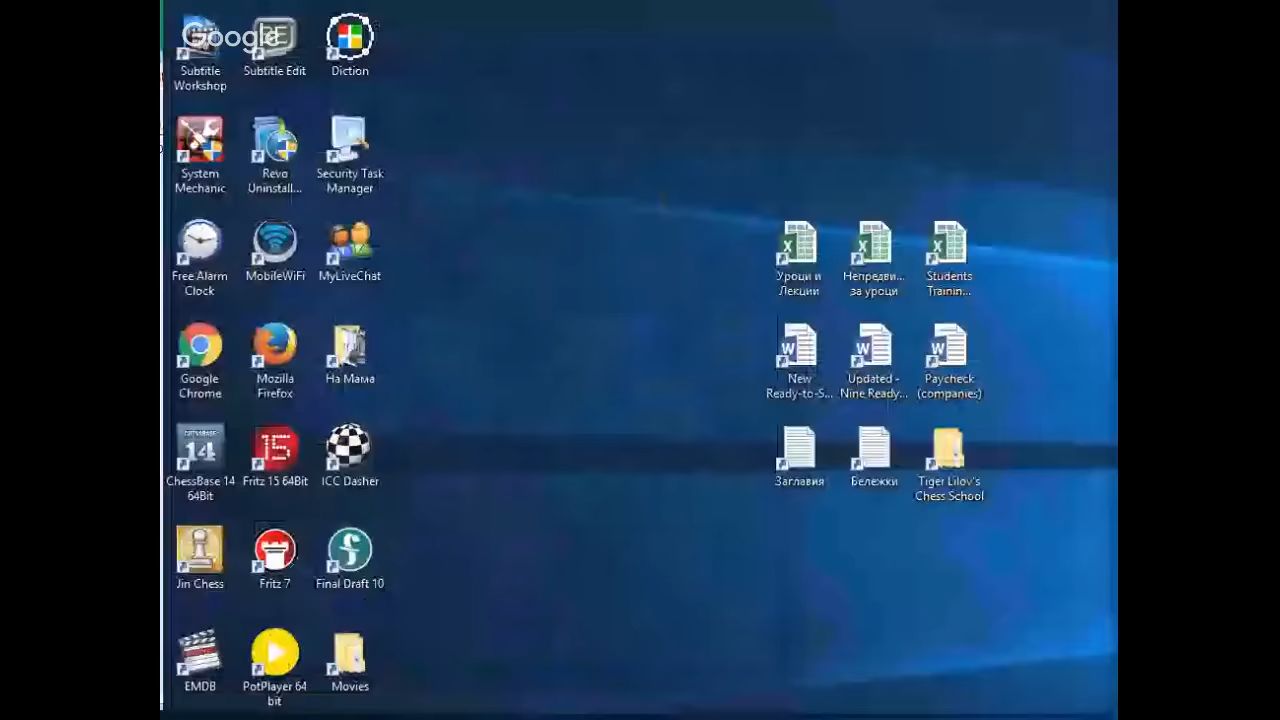 Google
Subtitle Workshop
Subtitle Edit
Diction
System Mechanic
Revo Uninstall...
Security Task Manager
Free Alarm Clock
MobileWiFi
MyLiveChat
Уроци и Лекции
Непредви... за уроци
Students Trainin...
Google Chrome
Mozilla Firefox
На Мама
New Ready-to-S...
Updated - Nine Ready...
Paycheck (companies)
ChessBase 14 64Bit
Fritz 15 64Bit
ICC Dasher
Заглавия
Бележки
Tiger Lilov's Chess School
Jin Chess
Fritz 7
Final Draft 10
EMDB
PotPlayer 64 bit
Movies